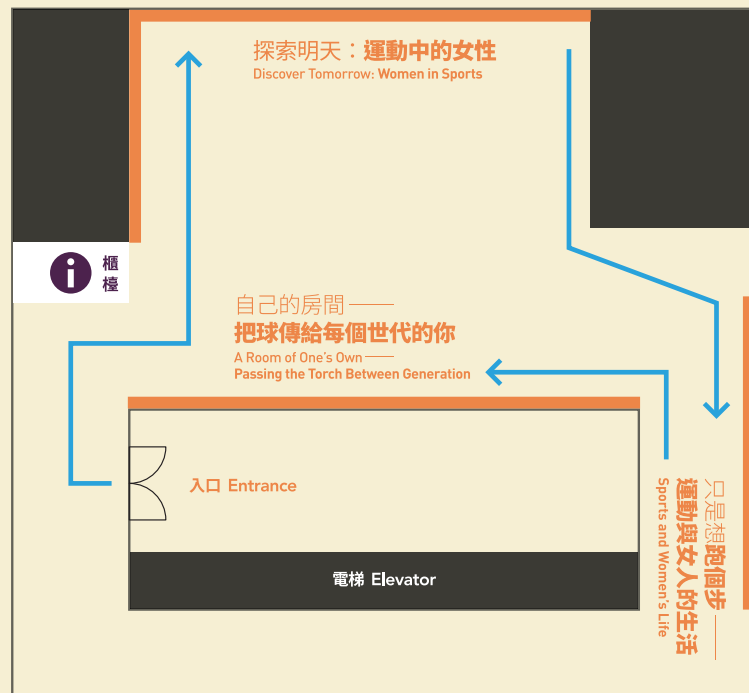 探索明天：運動中的女性
Discover Tomorrow: Women in Sports
i 櫃檯
自己的房間——
把球傳給每個世代的你
A Room of One's Own——
Passing the Torch Between Generation
入口 Entrance
電梯 Elevator
只是想跑個步——
運動與女人的生活
Sports and Women's Life